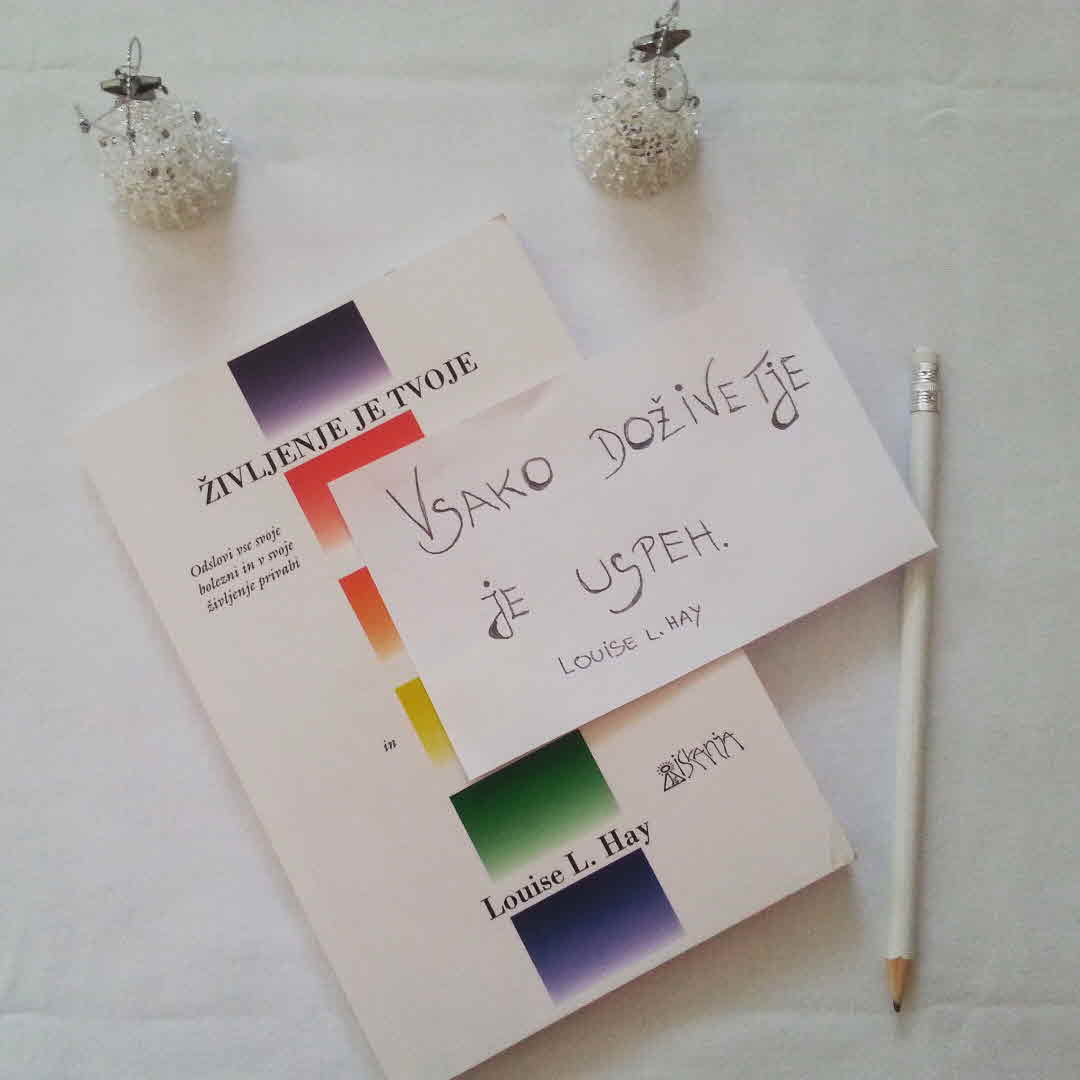 ŽIVLJENJE JE TVOJE
Odslovi vse svoje
bolezni in v svoje
življenje privabi
in
VSAKO DOŽIVETJE
JE USPEH.
LOUISE L. HAY
iSKANJA
Louise L. Hay